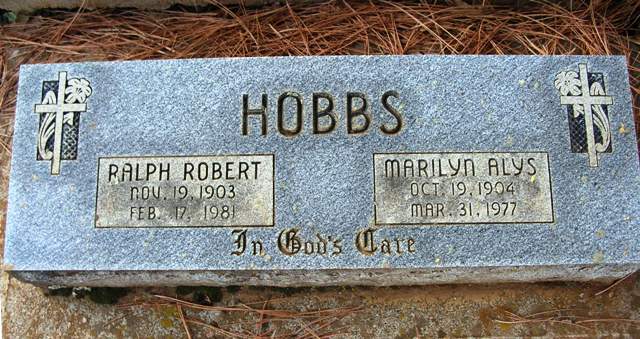 HOBBS
RALPH ROBERT
NOV. 19, 1903
FEB. 17, 1981
MARILYN ALYS
OCT. 19, 1904
MAR. 31, 1977
In God's Care